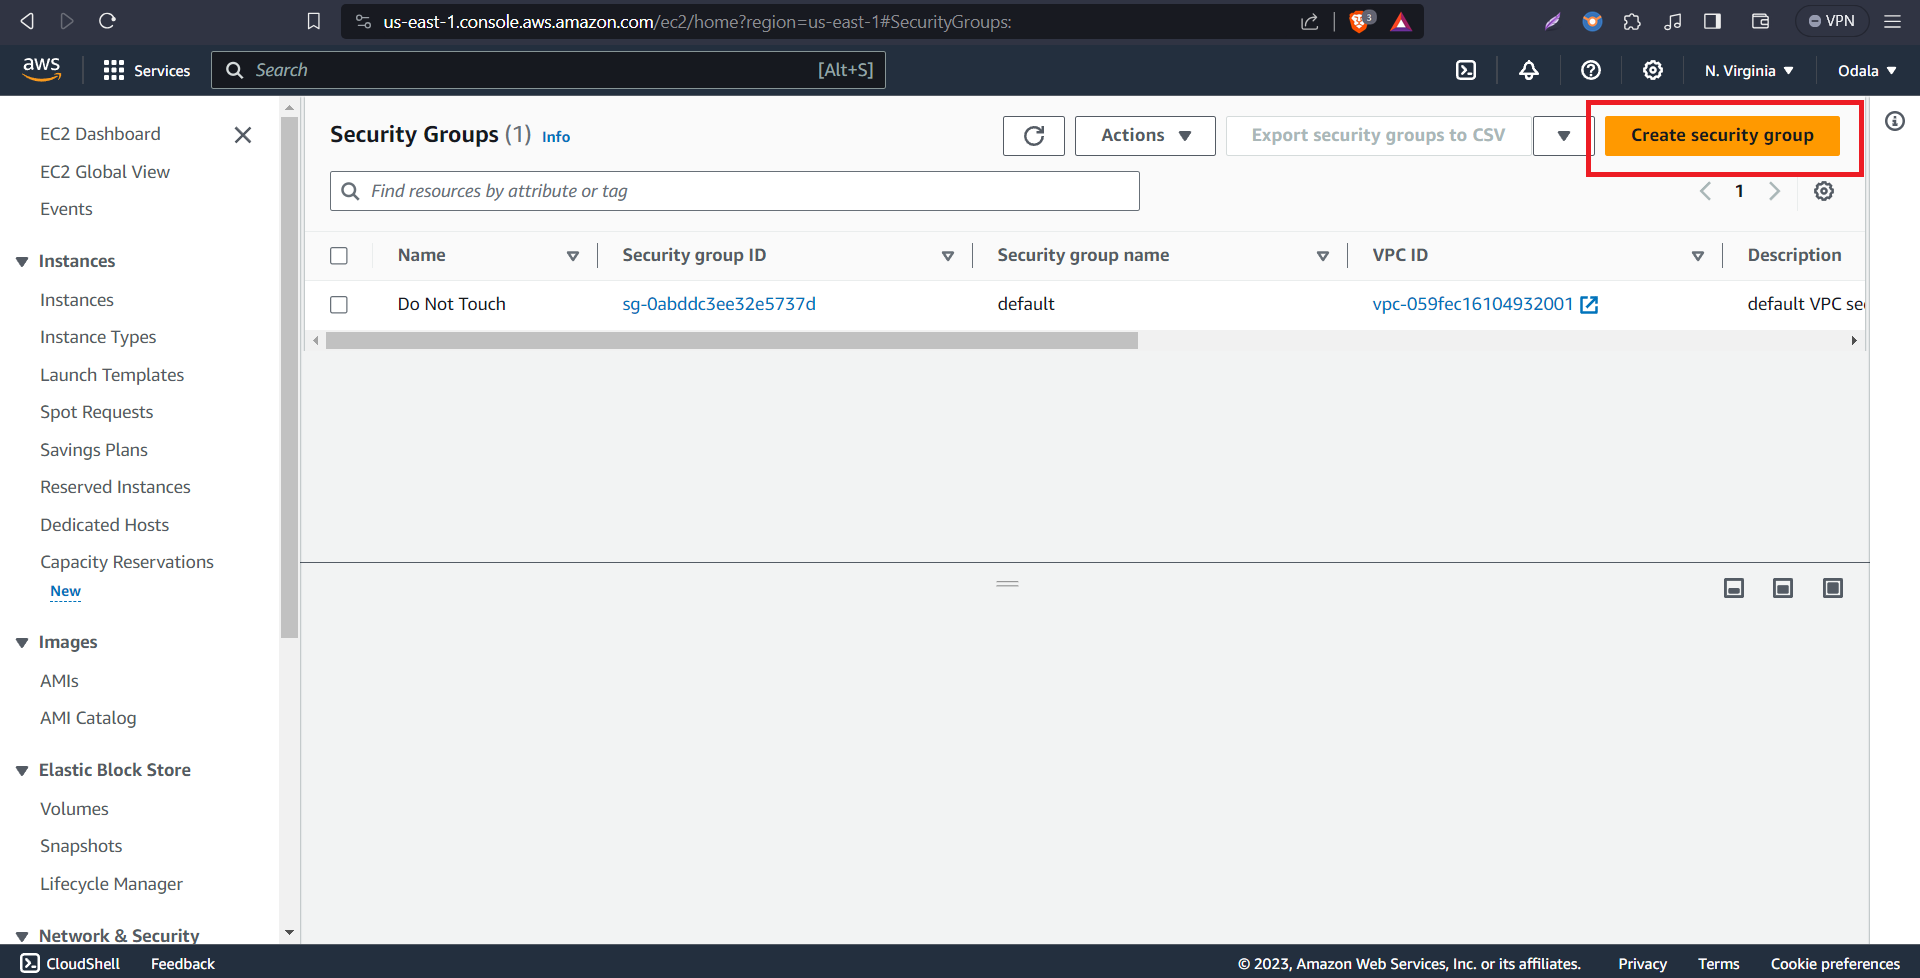 us-east-1.console.aws.amazon.com/ec2/home?region=us-east-1#SecurityGroups:
3
VPN
aws
Services
Search
[Alt+S]
N. Virginia
Odala
EC2 Dashboard
EC2 Global View
Events
Instances
Instances
Instance Types
Launch Templates
Spot Requests
Savings Plans
Reserved Instances
Dedicated Hosts
Capacity Reservations
New
Images
AMIs
AMI Catalog
Elastic Block Store
Volumes
Snapshots
Lifecycle Manager
Network & Security
Security Groups (1) Info
Actions
Export security groups to CSV
Create security group
Find resources by attribute or tag
1
Name Security group ID Security group name VPC ID Description
Do Not Touch sg-0abddc3ee32e5737d default vpc-059fec16104932001 default VPC sec
CloudShell Feedback © 2023, Amazon Web Services, Inc. or its affiliates. Privacy Terms Cookie preferences